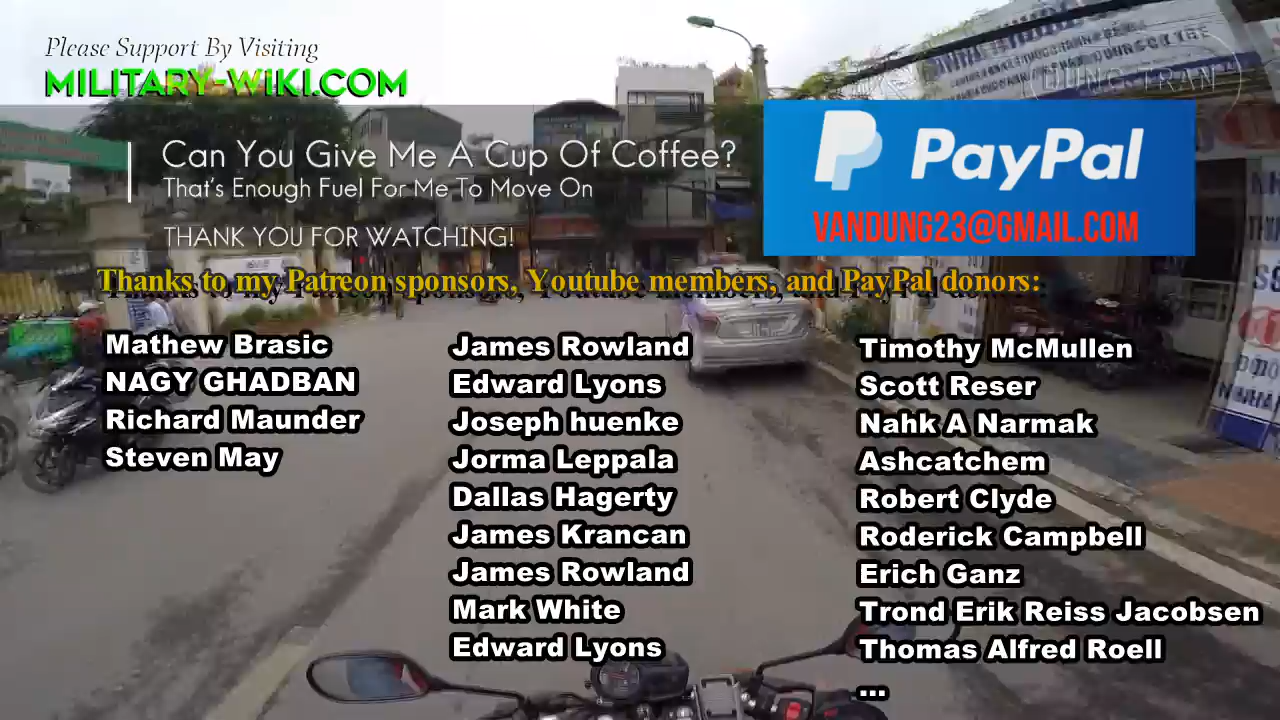 Please Support By Visiting
MILITARY-WIKI.COM
DUNG TRAN
Can You Give Me A Cup Of Coffee?
That's Enough Fuel For Me To Move On
THANK YOU FOR WATCHING!
PayPal
VANDUNG23@GMAIL.COM
Thanks to my Patreon sponsors, Youtube members, and PayPal donors:
Mathew Brasic
NAGY GHADBAN
Richard Maunder
Steven May
James Rowland
Edward Lyons
Joseph huenke
Jorma Leppala
Dallas Hagerty
James Krancan
James Rowland
Mark White
Edward Lyons
Timothy McMullen
Scott Reser
Nahk A Narmak
Ashcatchem
Robert Clyde
Roderick Campbell
Erich Ganz
Trond Erik Reiss Jacobsen
Thomas Alfred Roell
...